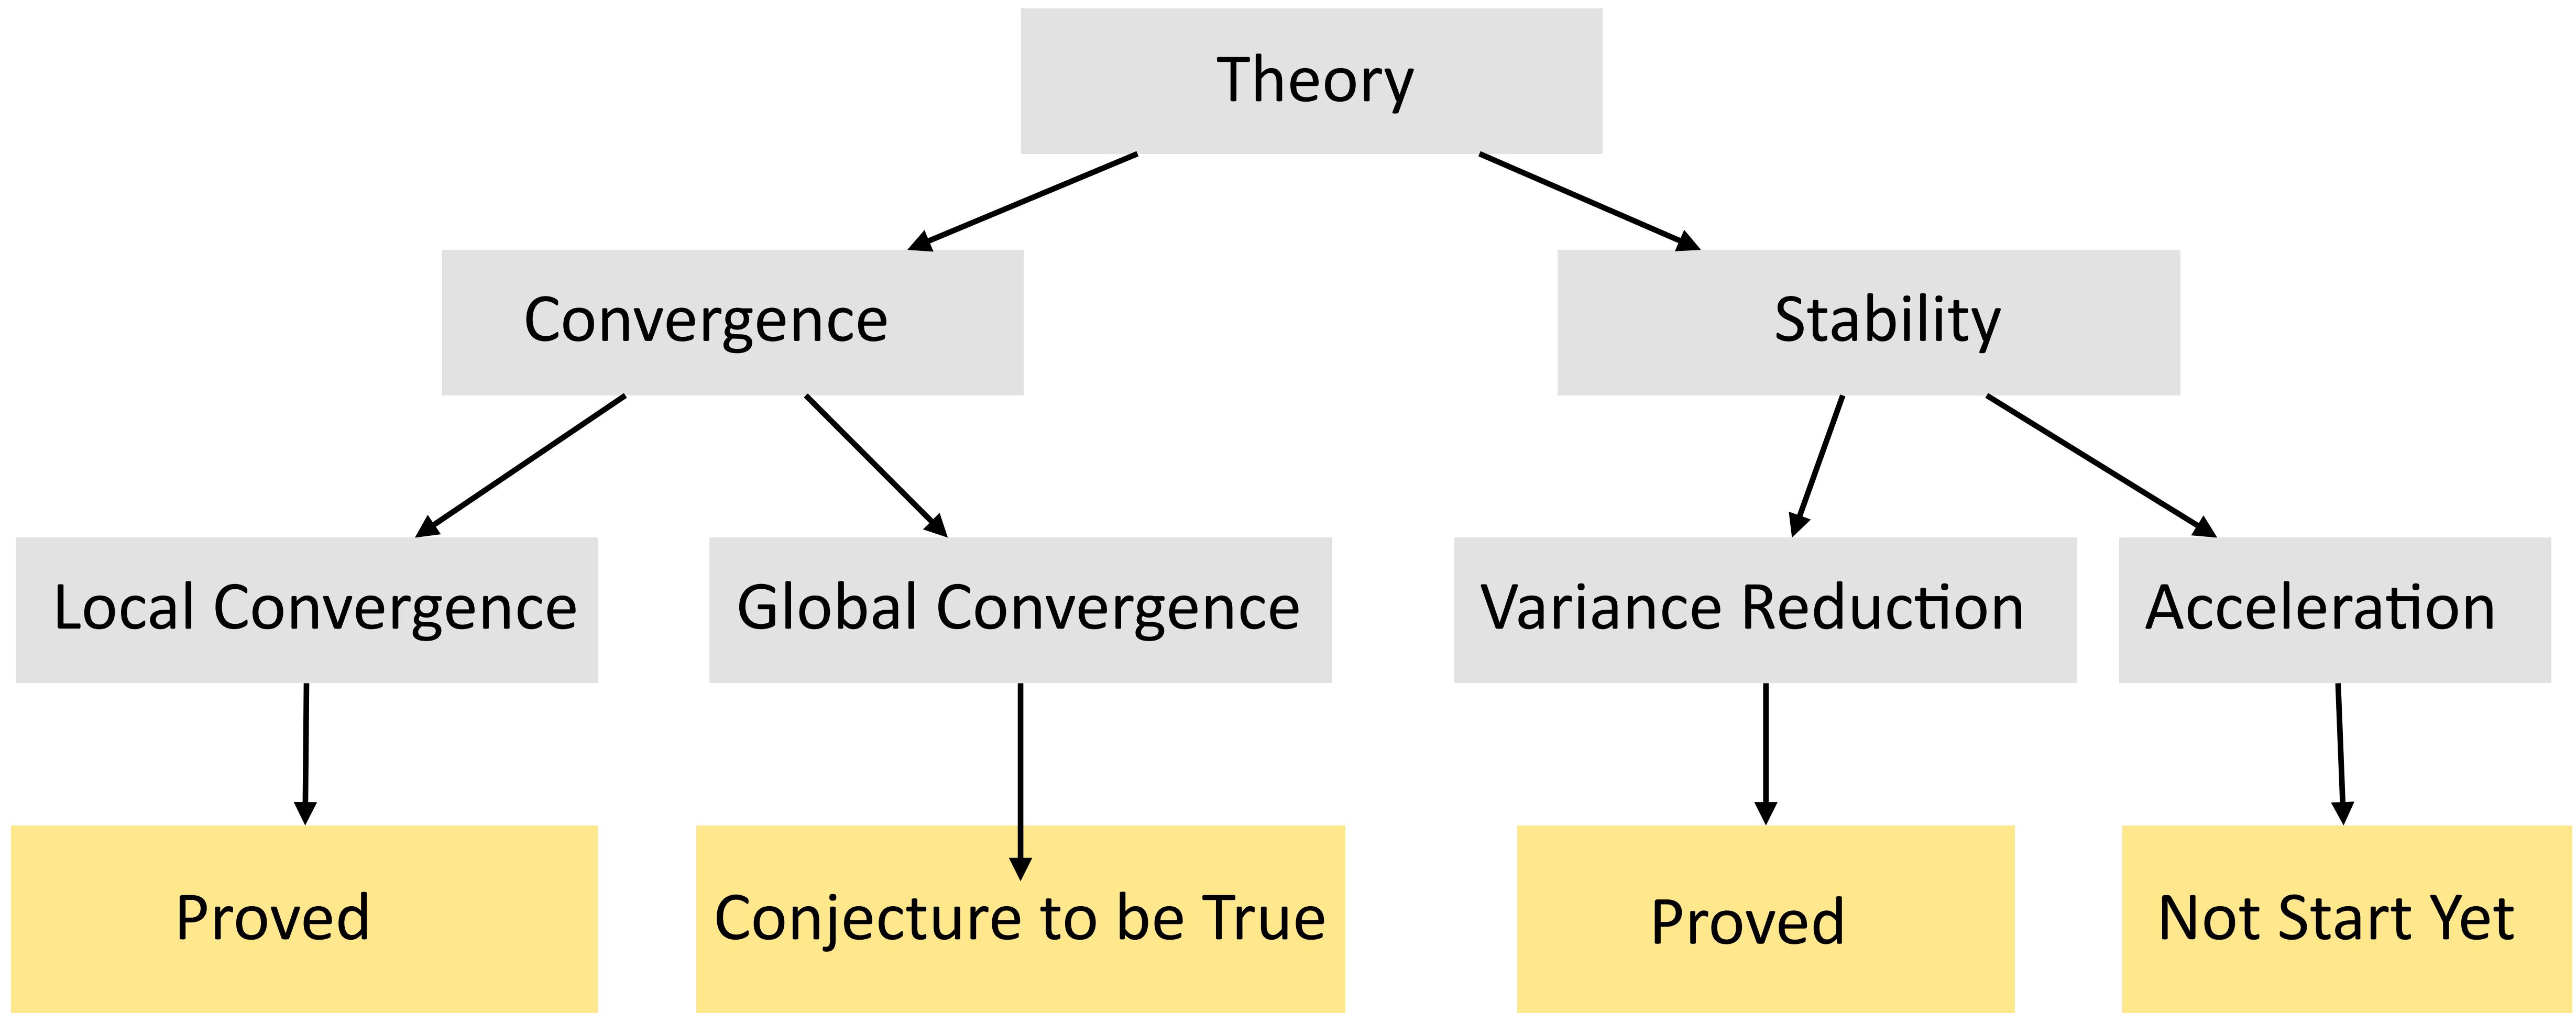 Theory
Convergence
Stability
Local Convergence
Global Convergence
Variance Reduction
Acceleration
Proved
Conjecture to be True
Proved
Not Start Yet